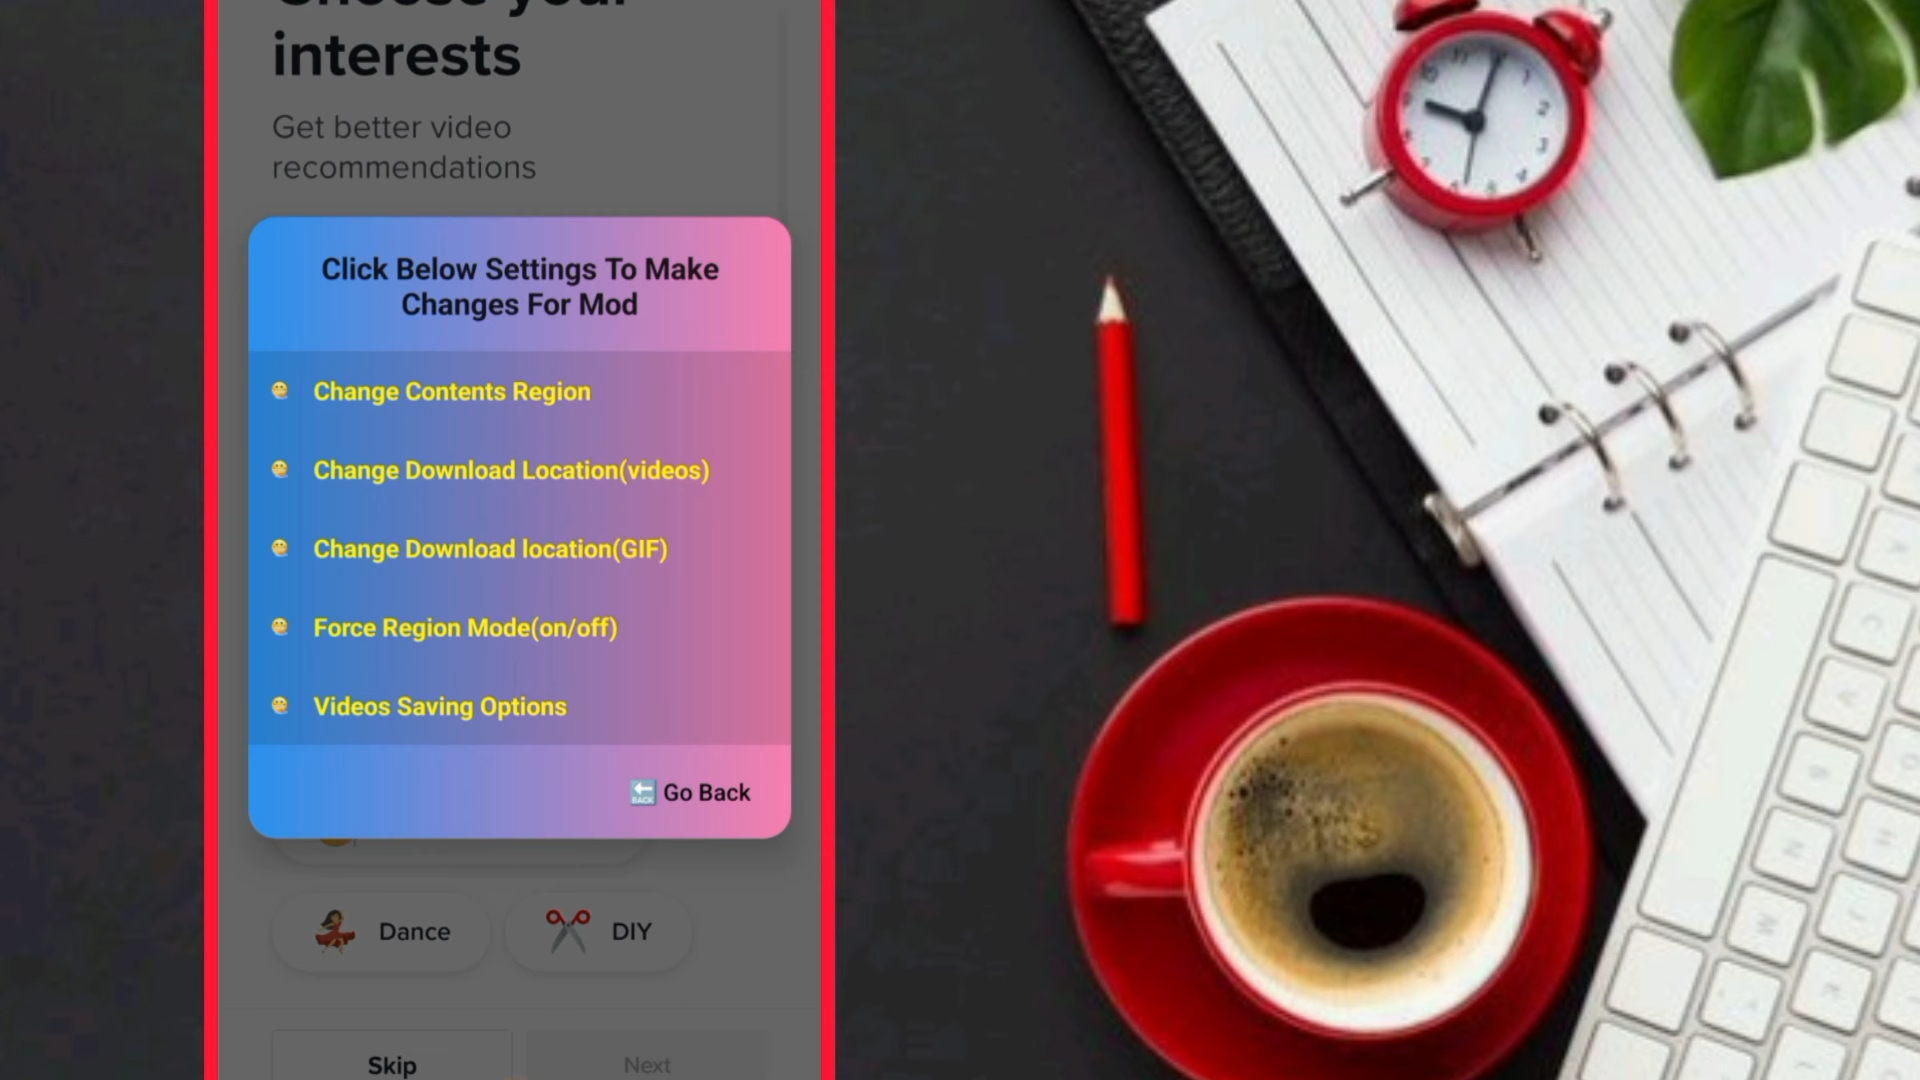 interests
Get better video
recommendations
Click Below Settings To Make
Changes For Mod
Change Contents Region
Change Download Location(videos)
Change Download location(GIF)
Force Region Mode(on/off)
Videos Saving Options
BACK Go Back
Dance
DIY
Skip
Next